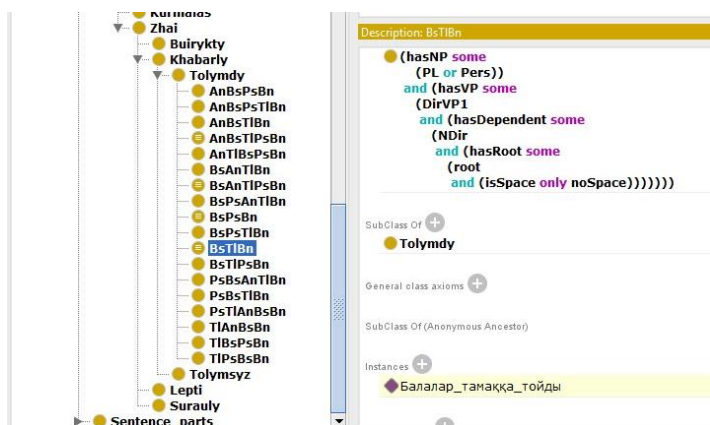 Kurmalas
Zhai
Buirykty
Khabarly
Tolymdy
AnBsPsBn
AnBsPsTlBn
AnBsTlBn
AnBsTlPsBn
AnTlBsPsBn
BsAnTlBn
BsAnTlPsBn
BsPsAnTlBn
BsPsBn
BsPsTlBn
BsTlBn
BsTlPsBn
PsBsAnTlBn
PsBsTlBn
PsTlAnBsBn
TlAnBsBn
TlBsPsBn
TlPsBsBn
Tolymsyz
Lepti
Surauly
Sentence_parts
Description: BsTlBn
(hasNP some
(PL or Pers))
and (hasVP some
(DirVP1
and (hasDependent some
(NDir
and (hasRoot some
(root
and (isSpace only noSpace)))))))
SubClass Of
Tolymdy
General class axioms
SubClass Of (Anonymous Ancestor)
Instances
Балалар_тамаққа_тойды